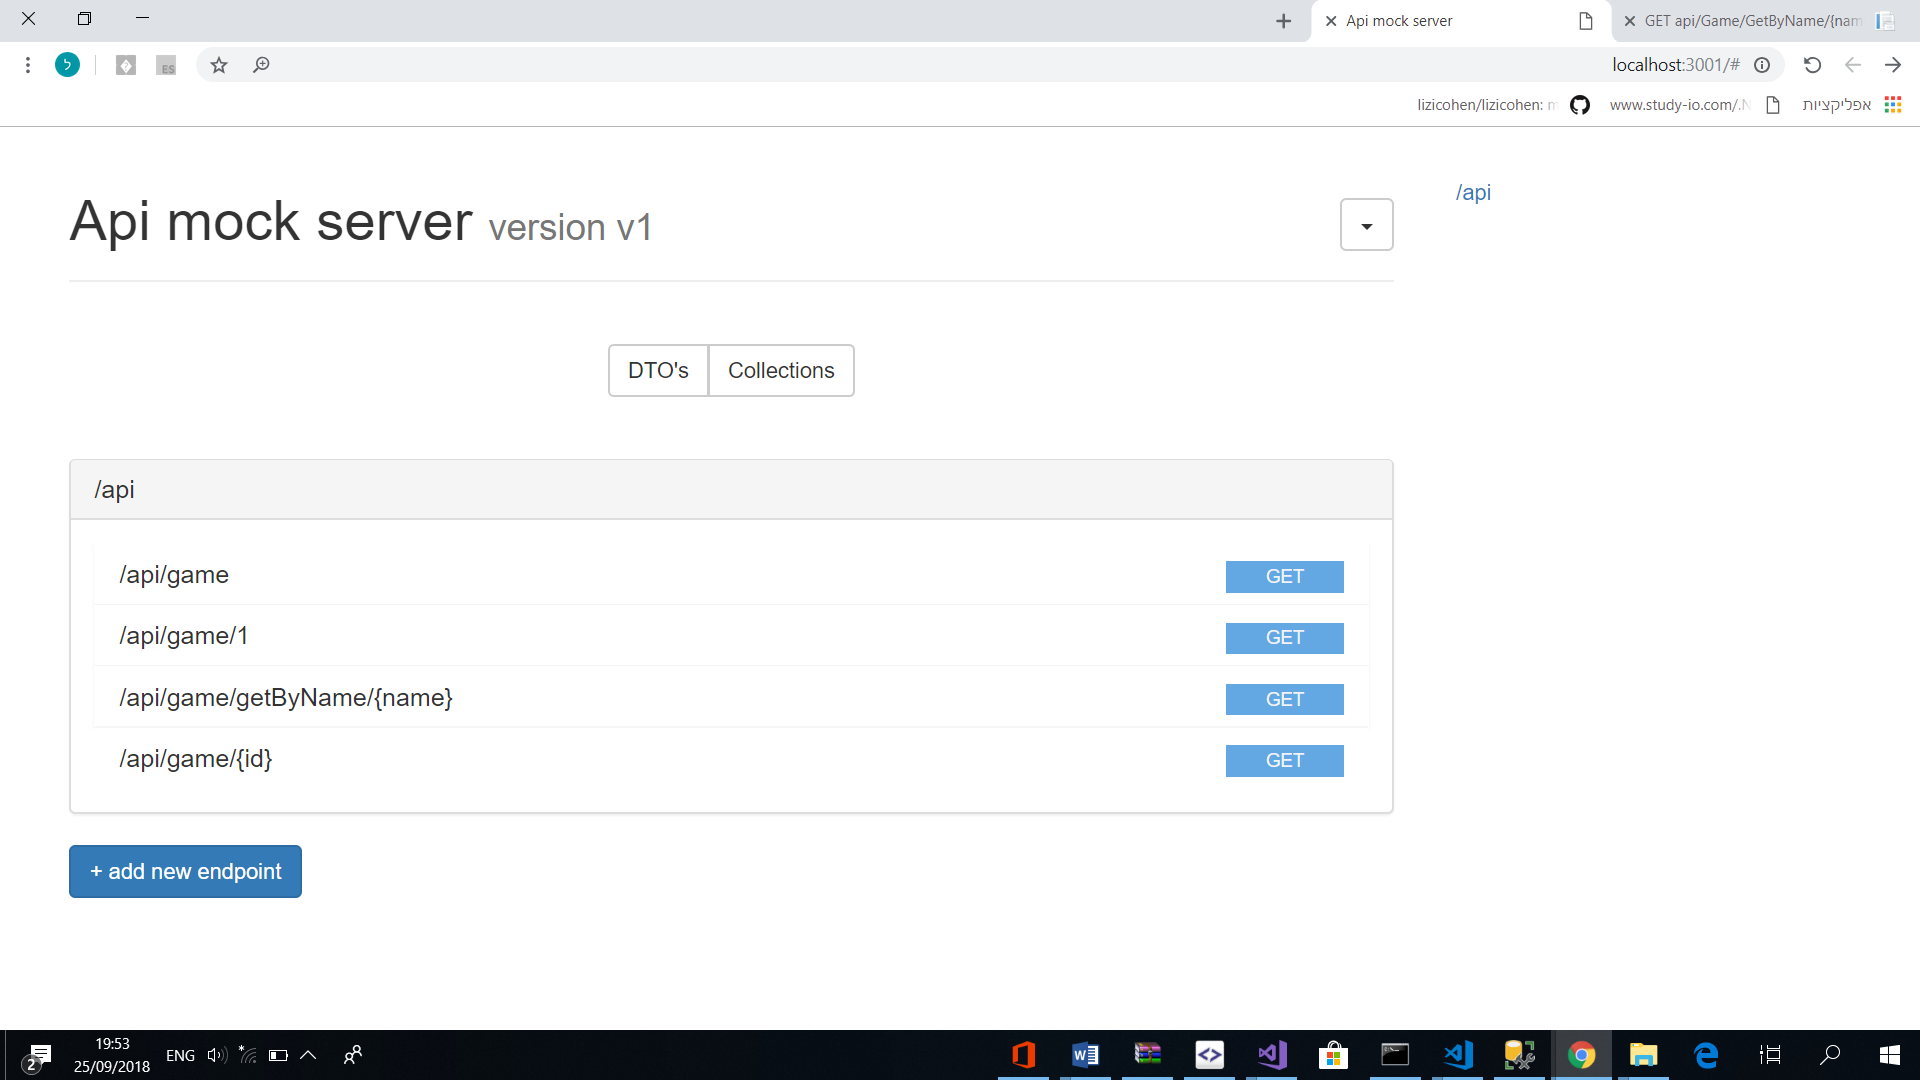 Api mock server
GET api/Game/GetByName/{nam
localhost:3001/#
ES
lizicohen/lizicohen: m
www.study-io.com/.N
אפליקציות
Api mock server version v1
/api
DTO's
Collections
/api
/api/game GET
/api/game/1 GET
/api/game/getByName/{name} GET
/api/game/{id} GET
+ add new endpoint
2
19:53
25/09/2018
ENG